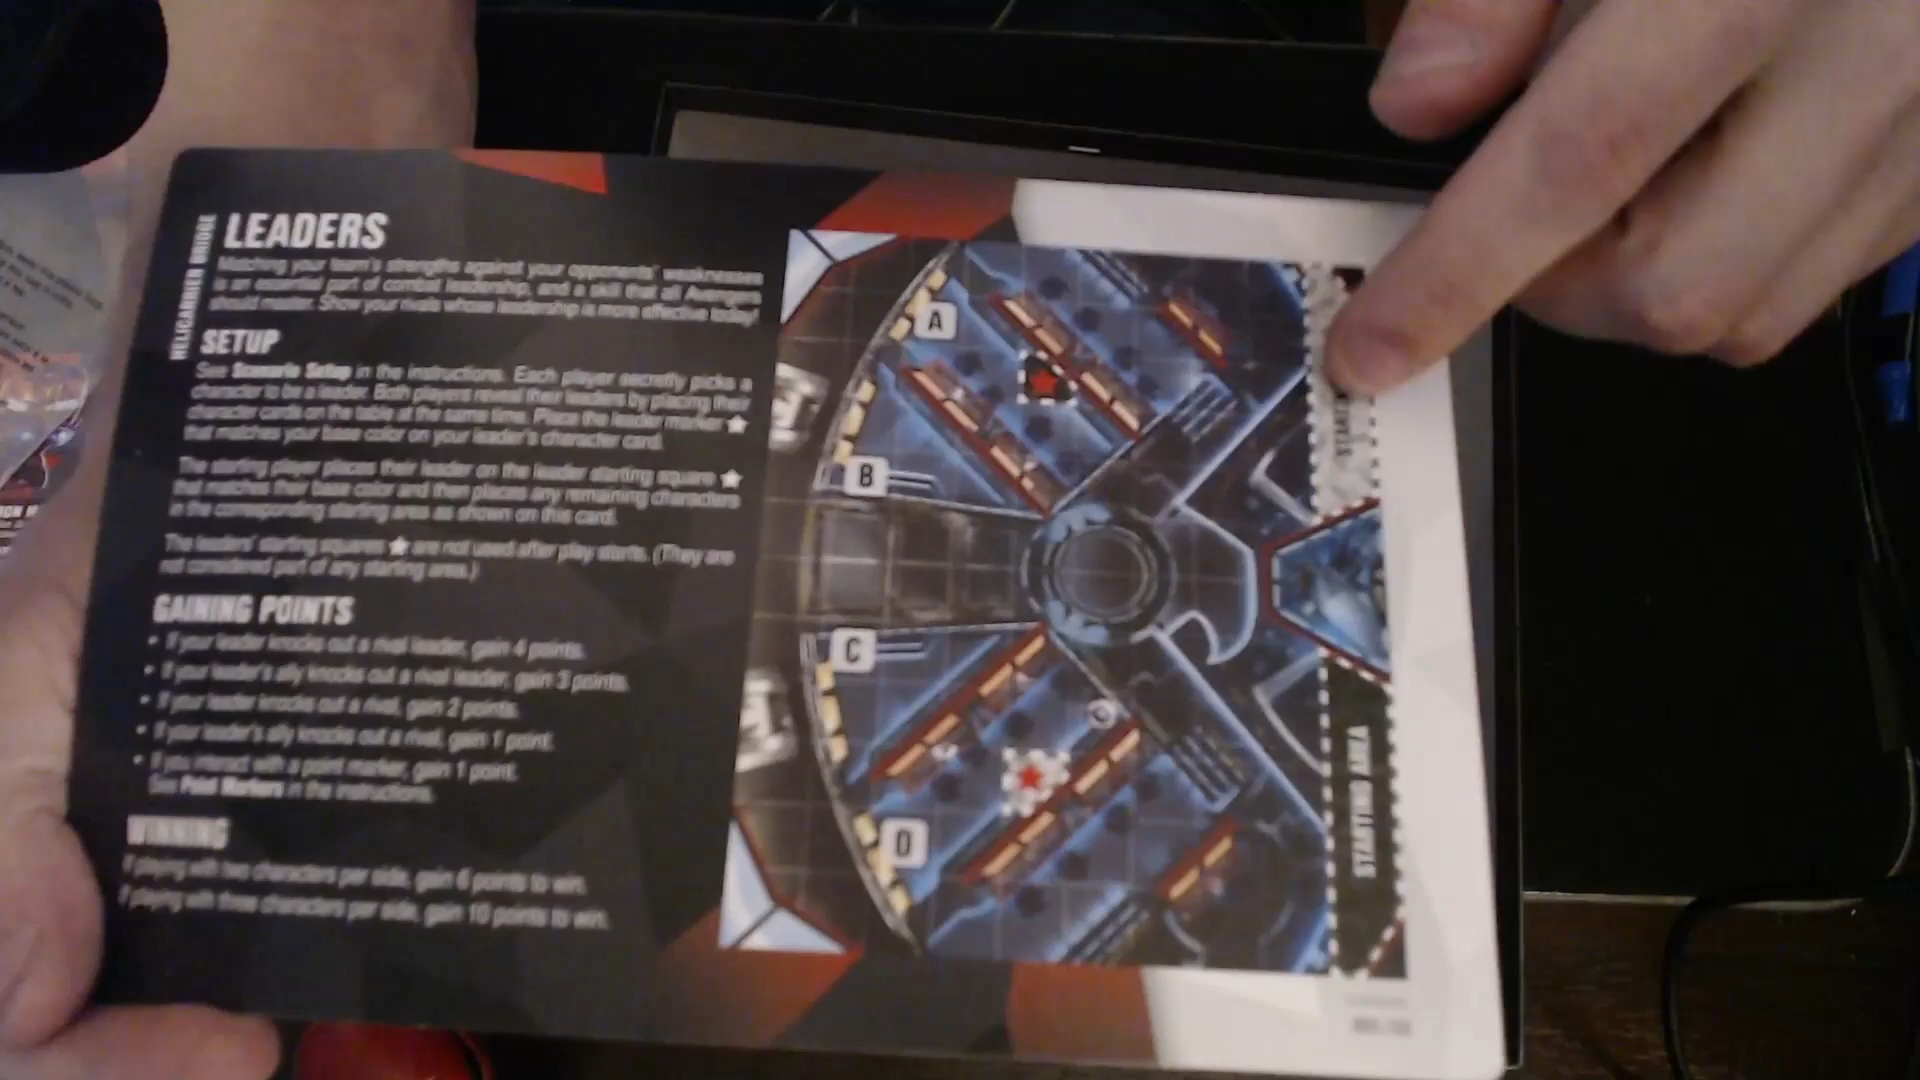 HELICARRIER BRIDGE
LEADERS
Matching your team's strengths against your opponents' weaknesses
is an essential part of combat leadership, and a skill that all Avengers
should master. Show your rivals whose leadership is more effective today!
SETUP
See Scenario Setup in the instructions. Each player secretly picks a
character to be a leader. Both players reveal their leaders by placing their
character cards on the table at the same time. Place the leader marker ★
that matches your base color on your leader's character card.
The starting player places their leader on the leader starting square ★
that matches their base color and then places any remaining characters
in the corresponding starting area as shown on this card.
The leaders' starting squares ★ are not used after play starts. (They are
not considered part of any starting area.)
GAINING POINTS
• If your leader knocks out a rival leader, gain 4 points.
• If your leader's ally knocks out a rival leader, gain 3 points.
• If your leader knocks out a rival, gain 2 points.
• If your leader's ally knocks out a rival, gain 1 point.
• If you interact with a point marker, gain 1 point.
See Point Markers in the instructions.
WINNING
If playing with two characters per side, gain 6 points to win.
If playing with three characters per side, gain 10 points to win.
A
B
C
D
STARTING AREA